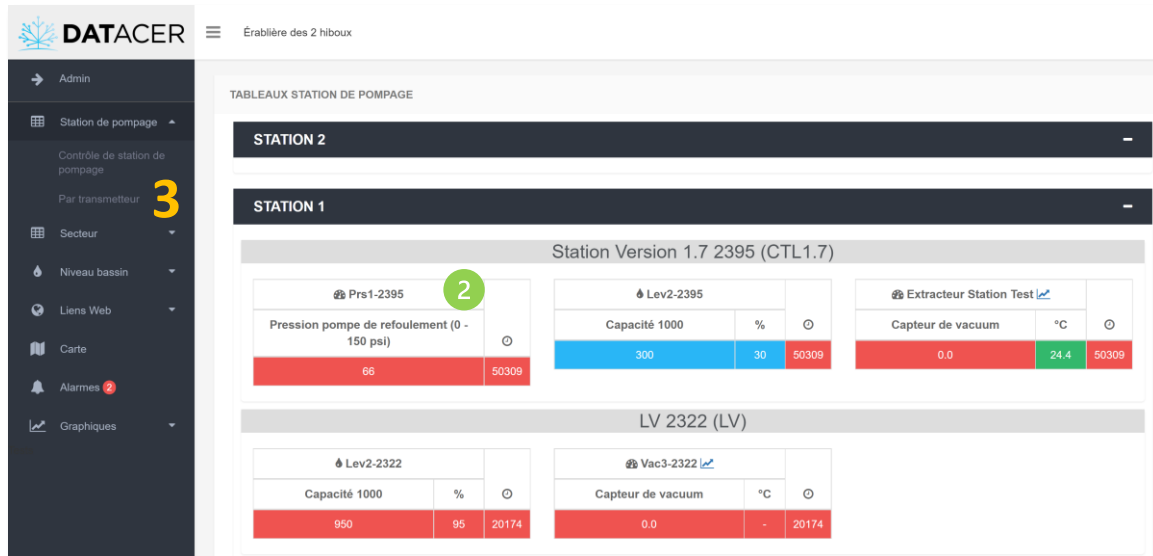 DATACER
Érablière des 2 hiboux
Admin
Station de pompage
Contrôle de station de
pompage
Par transmetteur
3
Secteur
Niveau bassin
Liens Web
Carte
Alarmes 2
Graphiques
TABLEAUX STATION DE POMPAGE
STATION 2
STATION 1
Station Version 1.7 2395 (CTL1.7)
Prs1-2395
2
Pression pompe de refoulement (0 -
150 psi)
66 50309
Lev2-2395
Capacité 1000 %
300 30 50309
Extracteur Station Test
Capteur de vacuum °C
0.0 24.4 50309
LV 2322 (LV)
Lev2-2322
Capacité 1000 %
950 95 20174
Vac3-2322
Capteur de vacuum °C
0.0 - 20174